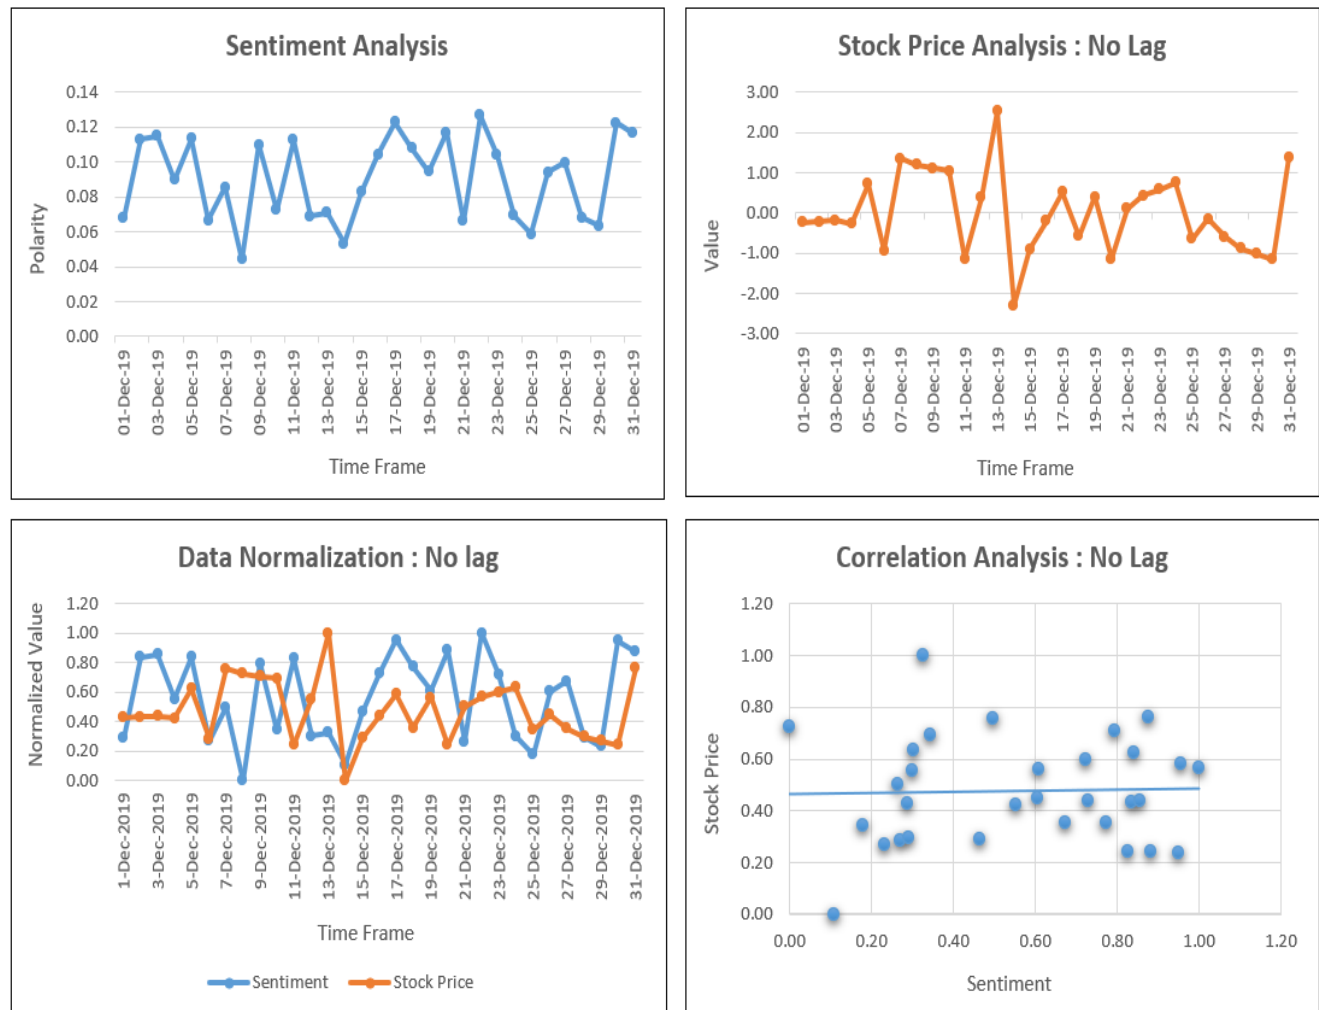 Sentiment Analysis
0.14
0.12
0.10
0.08
0.06
0.04
0.02
0.00
Polarity
01-Dec-19
03-Dec-19
05-Dec-19
07-Dec-19
09-Dec-19
11-Dec-19
13-Dec-19
15-Dec-19
17-Dec-19
19-Dec-19
21-Dec-19
23-Dec-19
25-Dec-19
27-Dec-19
29-Dec-19
31-Dec-19
Time Frame
Stock Price Analysis : No Lag
3.00
2.00
1.00
0.00
-1.00
-2.00
-3.00
Value
01-Dec-19
03-Dec-19
05-Dec-19
07-Dec-19
09-Dec-19
11-Dec-19
13-Dec-19
15-Dec-19
17-Dec-19
19-Dec-19
21-Dec-19
23-Dec-19
25-Dec-19
27-Dec-19
29-Dec-19
31-Dec-19
Time Frame
Data Normalization : No lag
1.20
1.00
0.80
0.60
0.40
0.20
0.00
Normalized Value
1-Dec-2019
3-Dec-2019
5-Dec-2019
7-Dec-2019
9-Dec-2019
11-Dec-2019
13-Dec-2019
15-Dec-2019
17-Dec-2019
19-Dec-2019
21-Dec-2019
23-Dec-2019
25-Dec-2019
27-Dec-2019
29-Dec-2019
31-Dec-2019
Time Frame
Sentiment
Stock Price
Correlation Analysis : No Lag
1.20
1.00
0.80
0.60
0.40
0.20
0.00
Stock Price
0.00
0.20
0.40
0.60
0.80
1.00
1.20
Sentiment